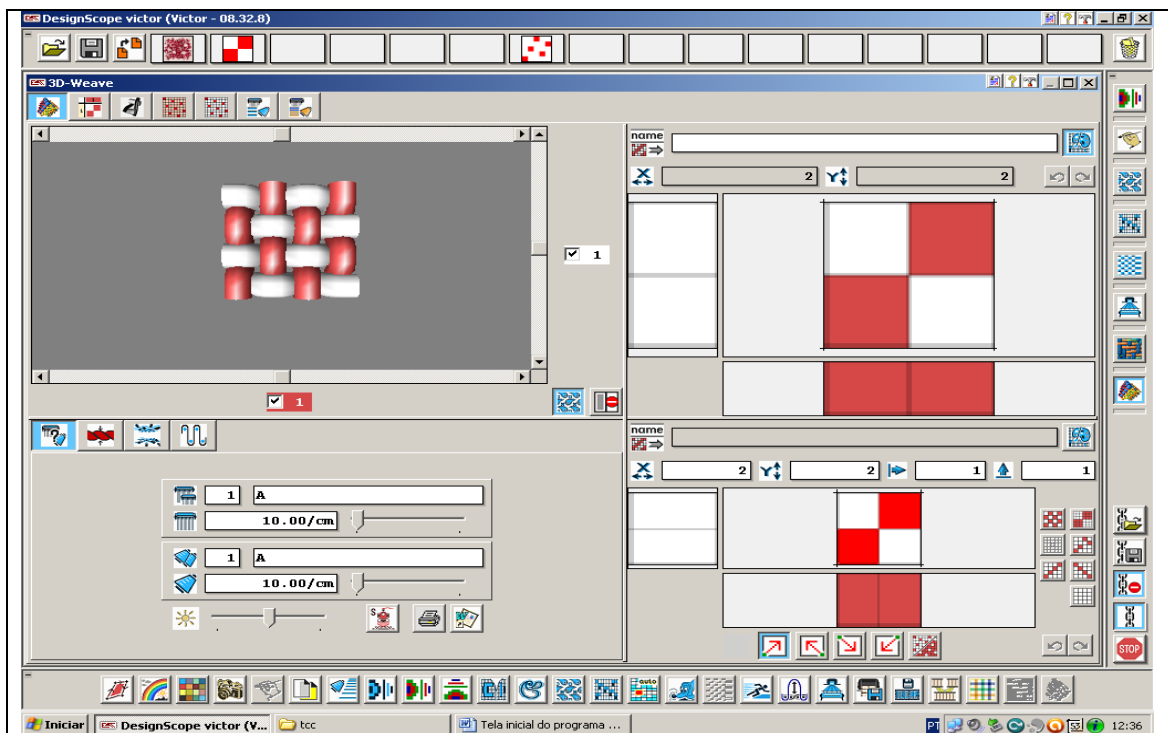 DesignScope victor (Victor - 08.32.8)
3D-Weave
name
X 2 Y 2
1
1
name
X 2 Y 2 1 1
1 A
10.00/cm
1 A
10.00/cm
S
STOP
auto
Iniciar DesignScope victor (V... tcc Tela inicial do programa ... PT 12:36